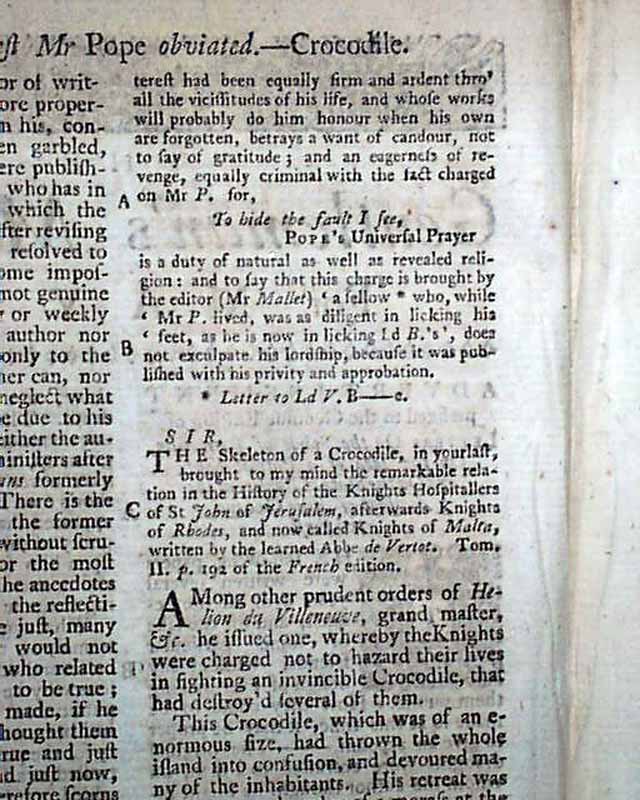 eſt Mr Pope obviated.—Crocodile.
or of writ-
ore proper-
n his, con-
en garbled,
ere publiſh-
who has in
which the
fter reviſing
reſolved to
ome impoſ-
not genuine
or weekly
author nor
only to the
ner can, nor
neglect what
e due to his
either the au-
miniſters after
ans formerly
There is the
the former
without ſcru-
or the moſt
he anecdotes
the reflecti-
e juſt, many
would not
who related
to be true;
made, if he
hought them
rue and juſt
d juſt now,
erefore ſcorns
tereſt had been equally firm and ardent thro'
all the viciſſitudes of his life, and whoſe works
will probably do him honour when his own
are forgotten, betrays a want of candour, not
to ſay of gratitude; and an eagerneſs of re-
venge, equally criminal with the fact charged
A on Mr P. for,
To hide the fault I ſee,
POPE's Univerſal Prayer
is a duty of natural as well as revealed reli-
gion: and to ſay that this charge is brought by
the editor (Mr Mallet) ‘ a fellow * who, while
‘ Mr P. lived, was as diligent in licking his
‘ feet, as he is now in licking Ld B.'s’, does
B not exculpate his lordſhip, becauſe it was pub-
liſhed with his privity and approbation.
* Letter to Ld V. B——e.
SIR,
THE Skeleton of a Crocodile, in your laſt,
brought to my mind the remarkable rela-
tion in the Hiſtory of the Knights Hoſpitallers
C of St John of Jeruſalem, afterwards Knights
of Rhodes, and now called Knights of Malta,
written by the learned Abbe de Vertot. Tom.
II. p. 192 of the French edition.
AMong other prudent orders of He-
lion du Villeneuve, grand maſter,
&c. he iſſued one, whereby the Knights
D were charged not to hazard their lives
in fighting an invincible Crocodile, that
had deſtroy'd ſeveral of them.
This Crocodile, which was of an e-
normous ſize, had thrown the whole
iſland into confuſion, and devoured ma-
ny of the inhabitants. His retreat was
of a moraſs at the